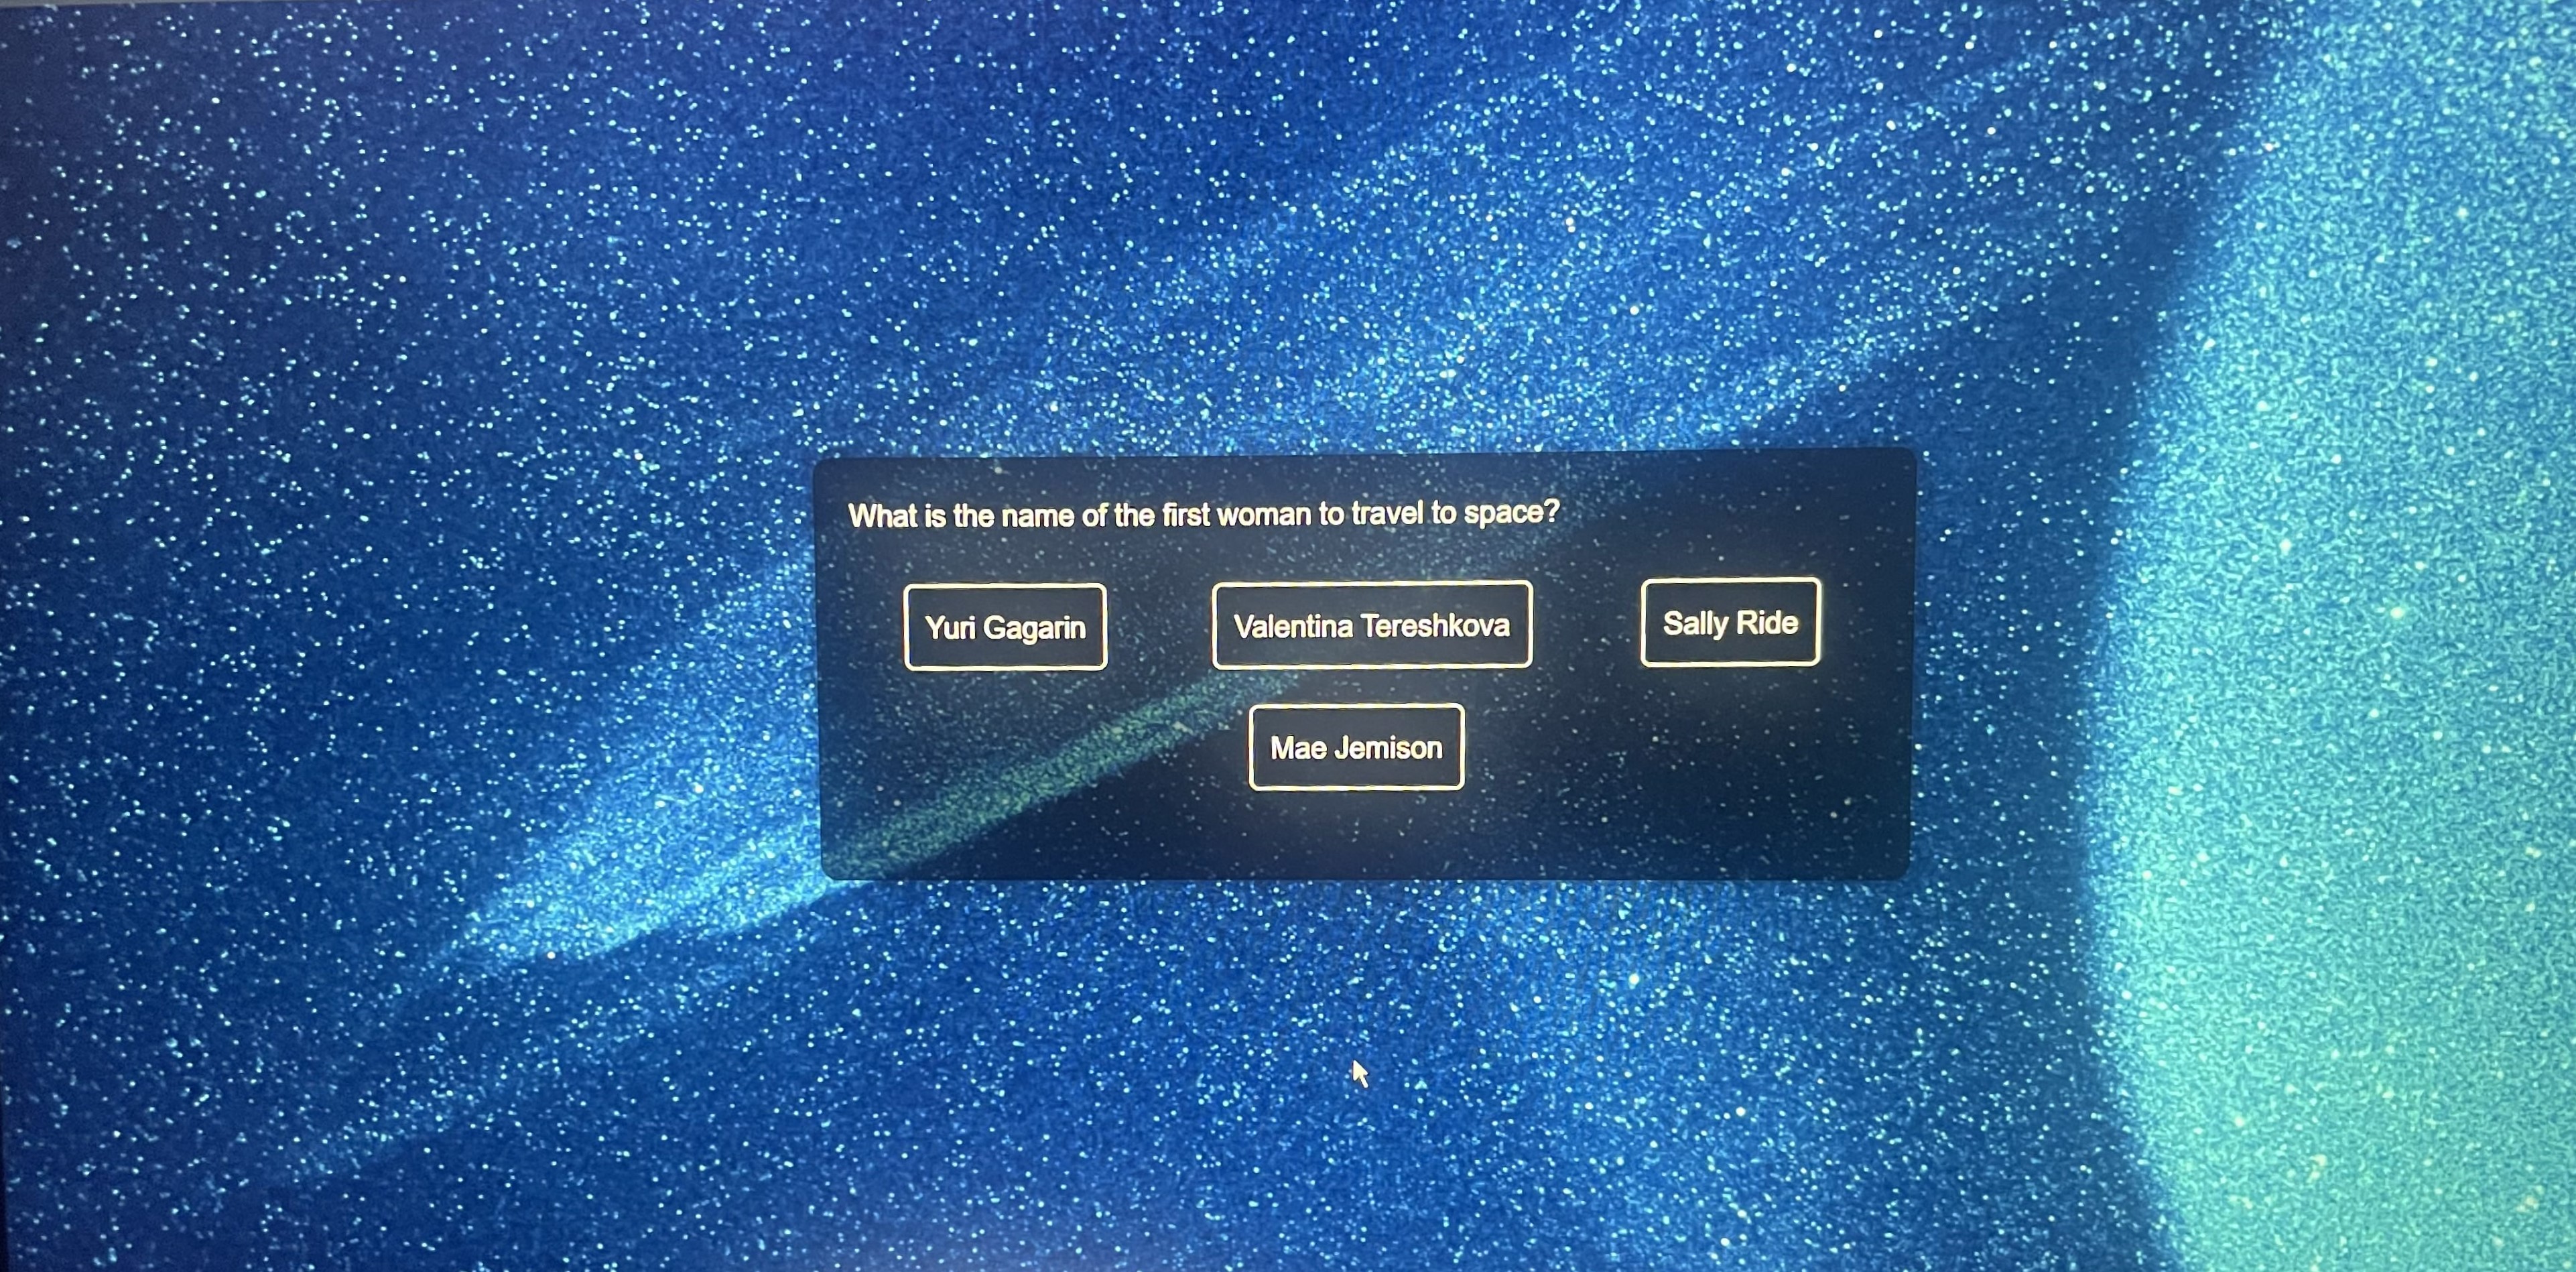 What is the name of the first woman to travel to space?
Yuri Gagarin
Valentina Tereshkova
Sally Ride
Mae Jemison